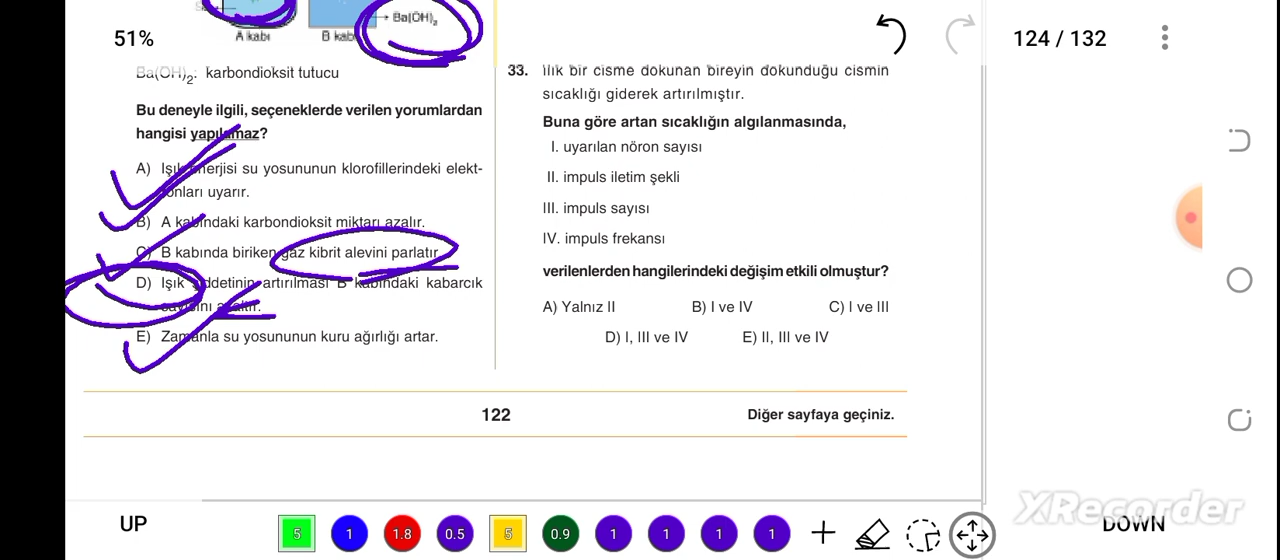 51%
A kabı
B kabı
Ba(OH)2
124 / 132
Ba(OH)2: karbondioksit tutucu
Bu deneyle ilgili, seçeneklerde verilen yorumlardan
hangisi yapılamaz?
A) Işık enerjisi su yosununun klorofillerindeki elekt-
ronları uyarır.
B) A kabındaki karbondioksit miktarı azalır.
C) B kabında biriken gaz kibrit alevini parlatır.
D) Işık şiddetinin artırılması B kabındaki kabarcık
sayısını azaltır.
E) Zamanla su yosununun kuru ağırlığı artar.
33. Ilık bir cisme dokunan bireyin dokunduğu cismin
sıcaklığı giderek artırılmıştır.
Buna göre artan sıcaklığın algılanmasında,
I. uyarılan nöron sayısı
II. impuls iletim şekli
III. impuls sayısı
IV. impuls frekansı
verilenlerden hangilerindeki değişim etkili olmuştur?
A) Yalnız II B) I ve IV C) I ve III
D) I, III ve IV E) II, III ve IV
122
Diğer sayfaya geçiniz.
XRecorder
UP
5 1 1.8 0.5 5 0.9 1 1 1 1
DOWN